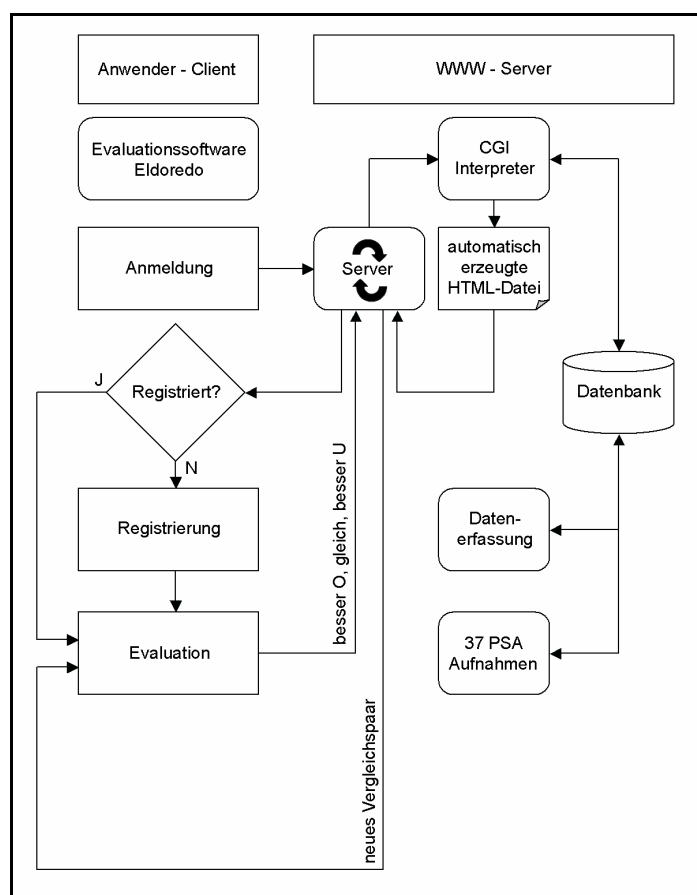 Anwender - Client
WWW - Server
Evaluationssoftware
Eldoredo
CGI
Interpreter
Anmeldung
Server
automatisch
erzeugte
HTML-Datei
J
Registriert?
Datenbank
N
Registrierung
besser O, gleich, besser U
Daten-
erfassung
Evaluation
37 PSA
Aufnahmen
neues Vergleichspaar